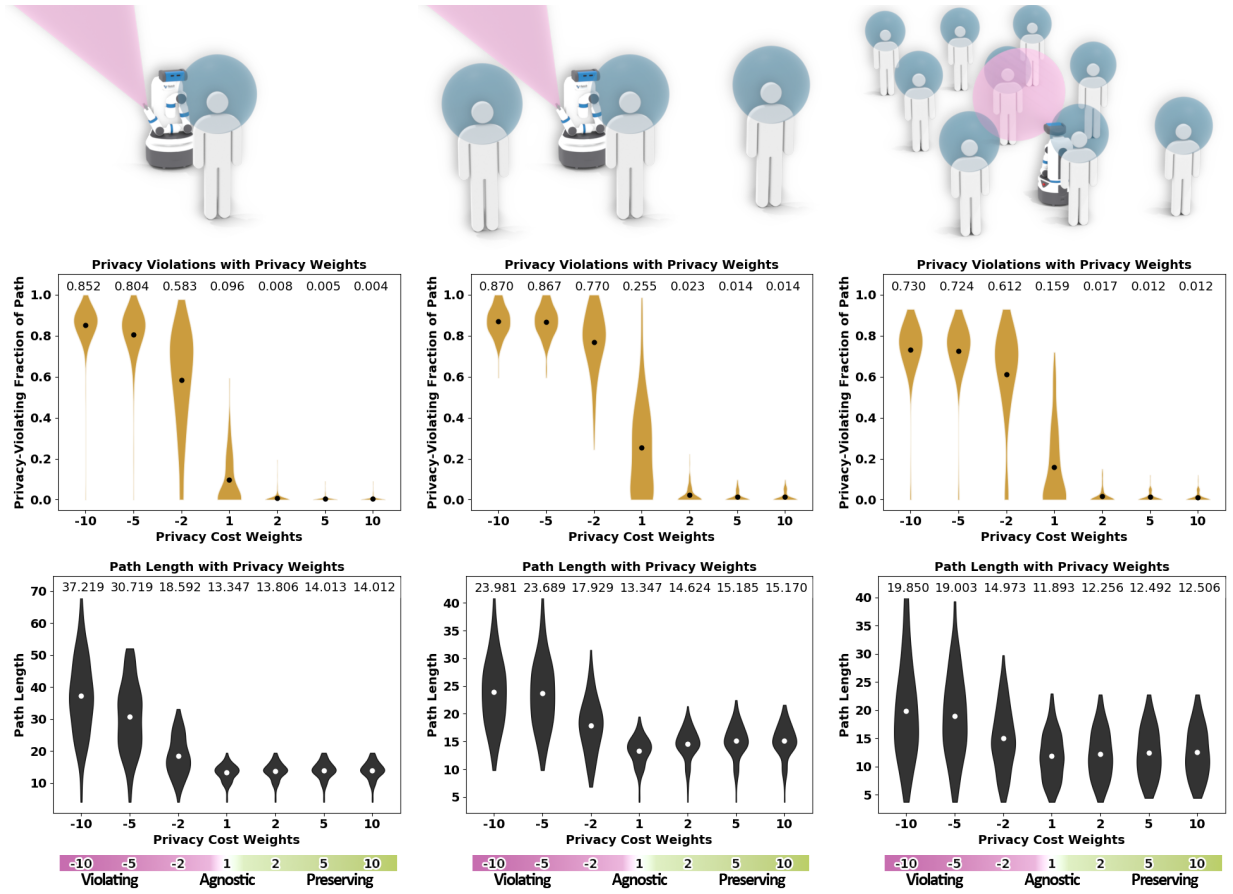 Privacy Violations with Privacy Weights
0.852 0.804 0.583 0.096 0.008 0.005 0.004
Privacy-Violating Fraction of Path
1.0
0.8
0.6
0.4
0.2
0.0
-10 -5 -2 1 2 5 10
Privacy Cost Weights
Privacy Violations with Privacy Weights
0.870 0.867 0.770 0.255 0.023 0.014 0.014
Privacy-Violating Fraction of Path
1.0
0.8
0.6
0.4
0.2
0.0
-10 -5 -2 1 2 5 10
Privacy Cost Weights
Privacy Violations with Privacy Weights
0.730 0.724 0.612 0.159 0.017 0.012 0.012
Privacy-Violating Fraction of Path
1.0
0.8
0.6
0.4
0.2
0.0
-10 -5 -2 1 2 5 10
Privacy Cost Weights
Path Length with Privacy Weights
37.219 30.719 18.592 13.347 13.806 14.013 14.012
Path Length
70
60
50
40
30
20
10
-10 -5 -2 1 2 5 10
Privacy Cost Weights
-10 -5 -2 1 2 5 10
Violating Agnostic Preserving
Path Length with Privacy Weights
23.981 23.689 17.929 13.347 14.624 15.185 15.170
Path Length
40
35
30
25
20
15
10
5
-10 -5 -2 1 2 5 10
Privacy Cost Weights
-10 -5 -2 1 2 5 10
Violating Agnostic Preserving
Path Length with Privacy Weights
19.850 19.003 14.973 11.893 12.256 12.492 12.506
Path Length
40
35
30
25
20
15
10
5
-10 -5 -2 1 2 5 10
Privacy Cost Weights
-10 -5 -2 1 2 5 10
Violating Agnostic Preserving